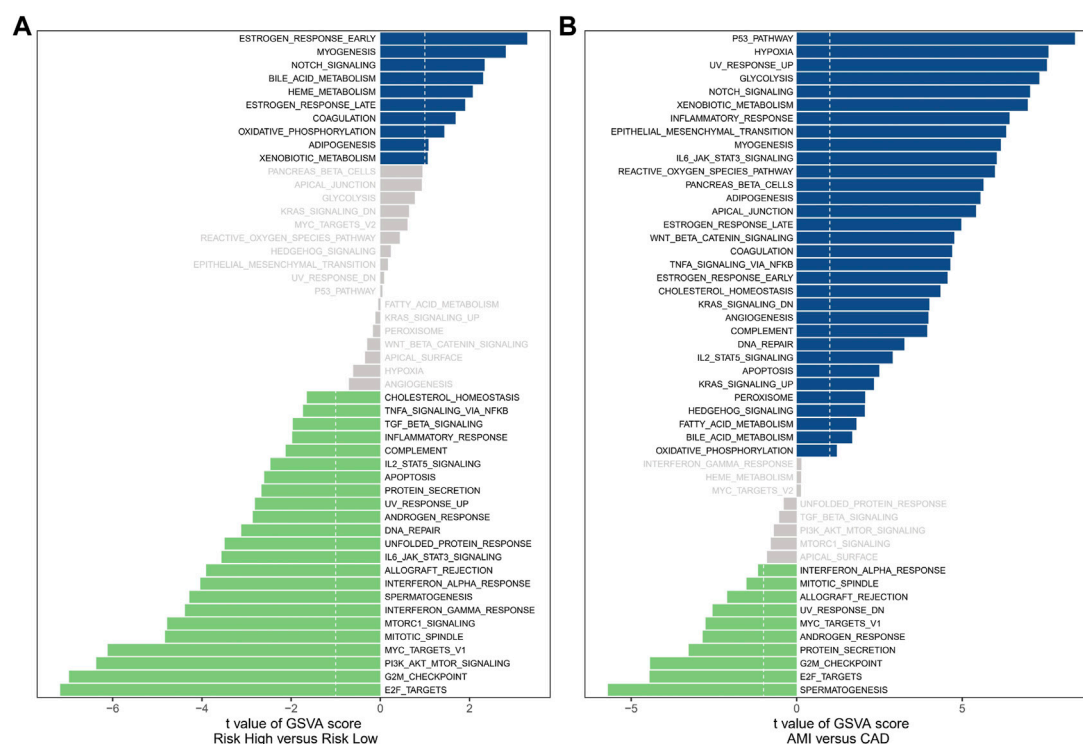 A
ESTROGEN_RESPONSE_EARLY
MYOGENESIS
NOTCH_SIGNALING
BILE_ACID_METABOLISM
HEME_METABOLISM
ESTROGEN_RESPONSE_LATE
COAGULATION
OXIDATIVE_PHOSPHORYLATION
ADIPOGENESIS
XENOBIOTIC_METABOLISM
PANCREAS_BETA_CELLS
APICAL_JUNCTION
GLYCOLYSIS
KRAS_SIGNALING_DN
MYC_TARGETS_V2
REACTIVE_OXYGEN_SPECIES_PATHWAY
HEDGEHOG_SIGNALING
EPITHELIAL_MESENCHYMAL_TRANSITION
UV_RESPONSE_DN
P53_PATHWAY
FATTY_ACID_METABOLISM
KRAS_SIGNALING_UP
PEROXISOME
WNT_BETA_CATENIN_SIGNALING
APICAL_SURFACE
HYPOXIA
ANGIOGENESIS
CHOLESTEROL_HOMEOSTASIS
TNFA_SIGNALING_VIA_NFKB
TGF_BETA_SIGNALING
INFLAMMATORY_RESPONSE
COMPLEMENT
IL2_STAT5_SIGNALING
APOPTOSIS
PROTEIN_SECRETION
UV_RESPONSE_UP
ANDROGEN_RESPONSE
DNA_REPAIR
UNFOLDED_PROTEIN_RESPONSE
IL6_JAK_STAT3_SIGNALING
ALLOGRAFT_REJECTION
INTERFERON_ALPHA_RESPONSE
SPERMATOGENESIS
INTERFERON_GAMMA_RESPONSE
MTORC1_SIGNALING
MITOTIC_SPINDLE
MYC_TARGETS_V1
PI3K_AKT_MTOR_SIGNALING
G2M_CHECKPOINT
E2F_TARGETS
−6 −4 −2 0 2
t value of GSVA score
Risk High versus Risk Low
B
P53_PATHWAY
HYPOXIA
UV_RESPONSE_UP
GLYCOLYSIS
NOTCH_SIGNALING
XENOBIOTIC_METABOLISM
INFLAMMATORY_RESPONSE
EPITHELIAL_MESENCHYMAL_TRANSITION
MYOGENESIS
IL6_JAK_STAT3_SIGNALING
REACTIVE_OXYGEN_SPECIES_PATHWAY
PANCREAS_BETA_CELLS
ADIPOGENESIS
APICAL_JUNCTION
ESTROGEN_RESPONSE_LATE
WNT_BETA_CATENIN_SIGNALING
COAGULATION
TNFA_SIGNALING_VIA_NFKB
ESTROGEN_RESPONSE_EARLY
CHOLESTEROL_HOMEOSTASIS
KRAS_SIGNALING_DN
ANGIOGENESIS
COMPLEMENT
DNA_REPAIR
IL2_STAT5_SIGNALING
APOPTOSIS
KRAS_SIGNALING_UP
PEROXISOME
HEDGEHOG_SIGNALING
FATTY_ACID_METABOLISM
BILE_ACID_METABOLISM
OXIDATIVE_PHOSPHORYLATION
INTERFERON_GAMMA_RESPONSE
HEME_METABOLISM
MYC_TARGETS_V2
UNFOLDED_PROTEIN_RESPONSE
TGF_BETA_SIGNALING
PI3K_AKT_MTOR_SIGNALING
MTORC1_SIGNALING
APICAL_SURFACE
INTERFERON_ALPHA_RESPONSE
MITOTIC_SPINDLE
ALLOGRAFT_REJECTION
UV_RESPONSE_DN
MYC_TARGETS_V1
ANDROGEN_RESPONSE
PROTEIN_SECRETION
G2M_CHECKPOINT
E2F_TARGETS
SPERMATOGENESIS
−5 0 5
t value of GSVA score
AMI versus CAD